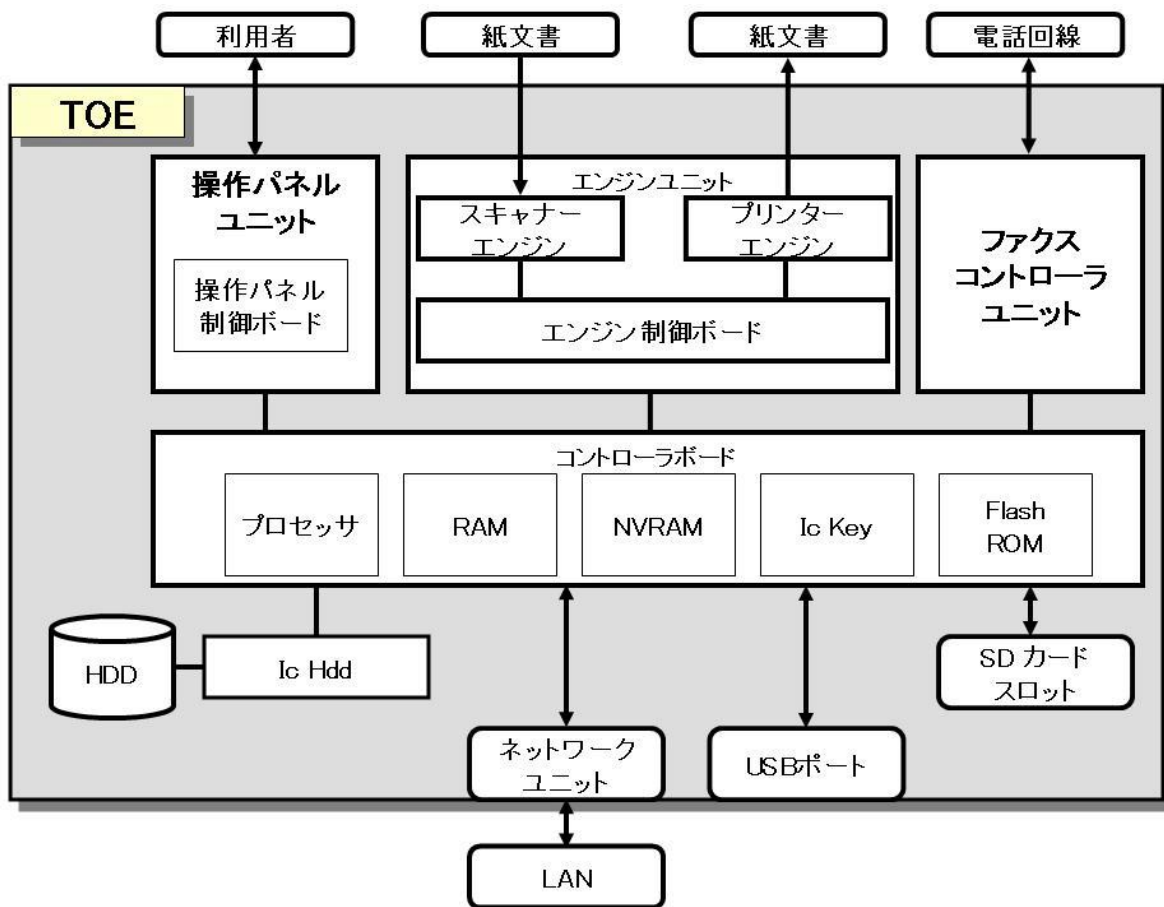 利用者
紙文書
紙文書
電話回線
TOE
操作パネル
ユニット
操作パネル
制御ボード
エンジンユニット
スキャナー
エンジン
プリンター
エンジン
エンジン制御ボード
ファクス
コントローラ
ユニット
コントローラボード
プロセッサ
RAM
NVRAM
Ic Key
Flash
ROM
HDD
Ic Hdd
SD カード
スロット
ネットワーク
ユニット
USBポート
LAN